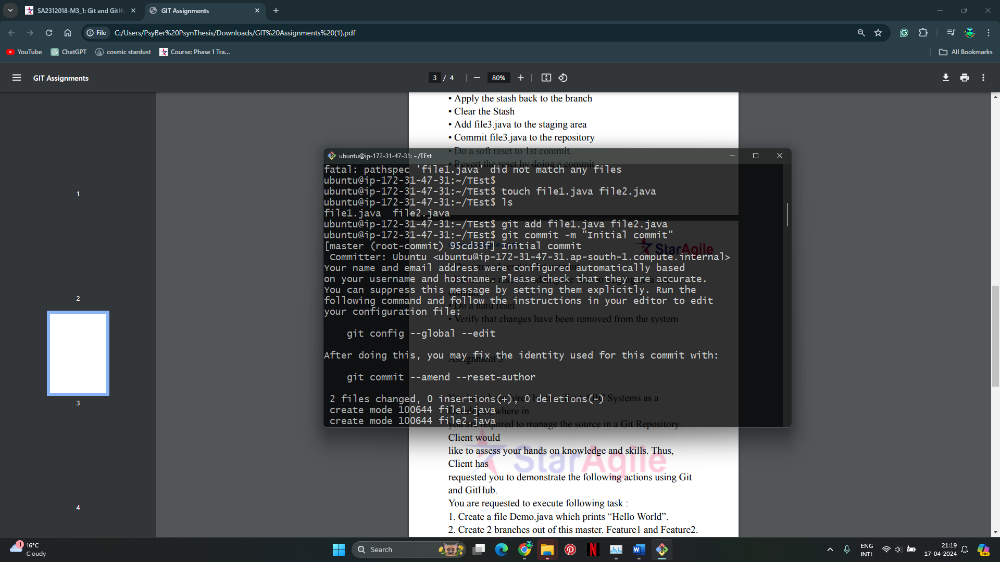 SA2312018-M3_1: Git and GitH
GIT Assignments
File
C:/Users/PsyBer%20PsynThesis/Downloads/GIT%20Assignments%20(1).pdf
YouTube
ChatGPT
cosmic stardust
Course: Phase 1 Tra...
All Bookmarks
GIT Assignments
3 / 4
80%
1
2
3
4
• Apply the stash back to the branch
• Clear the Stash
• Add file3.java to the staging area
• Commit file3.java to the repository
• Do a soft reset to 1st commit.
• Revert the reset by doing a commit
ubuntu@ip-172-31-47-31: ~/TEst
fatal: pathspec 'file1.java' did not match any files
ubuntu@ip-172-31-47-31:~/TEst$
ubuntu@ip-172-31-47-31:~/TEst$ touch file1.java file2.java
ubuntu@ip-172-31-47-31:~/TEst$ ls
file1.java  file2.java
ubuntu@ip-172-31-47-31:~/TEst$ git add file1.java file2.java
ubuntu@ip-172-31-47-31:~/TEst$ git commit -m "Initial commit"
[master (root-commit) 95cd33f] Initial commit
 Committer: Ubuntu <ubuntu@ip-172-31-47-31.ap-south-1.compute.internal>
Your name and email address were configured automatically based
on your username and hostname. Please check that they are accurate.
You can suppress this message by setting them explicitly. Run the
following command and follow the instructions in your editor to edit
your configuration file:
    git config --global --edit
After doing this, you may fix the identity used for this commit with:
    git commit --amend --reset-author
 2 files changed, 0 insertions(+), 0 deletions(-)
 create mode 100644 file1.java
 create mode 100644 file2.java
StarAgile
• Do a hard reset
• Verify that changes have been removed from the system
Assignment 3
ABC Systems as a
where in
you are required to manage the source in a Git Repository.
Client would
like to assess your hands on knowledge and skills. Thus,
Client has
requested you to demonstrate the following actions using Git
and GitHub.
You are requested to execute following task :
1. Create a file Demo.java which prints “Hello World”.
2. Create 2 branches out of this master. Feature1 and Feature2.
StarAgile
1
16°C
Cloudy
Search
ENG
INTL
21:19
17-04-2024
PRE